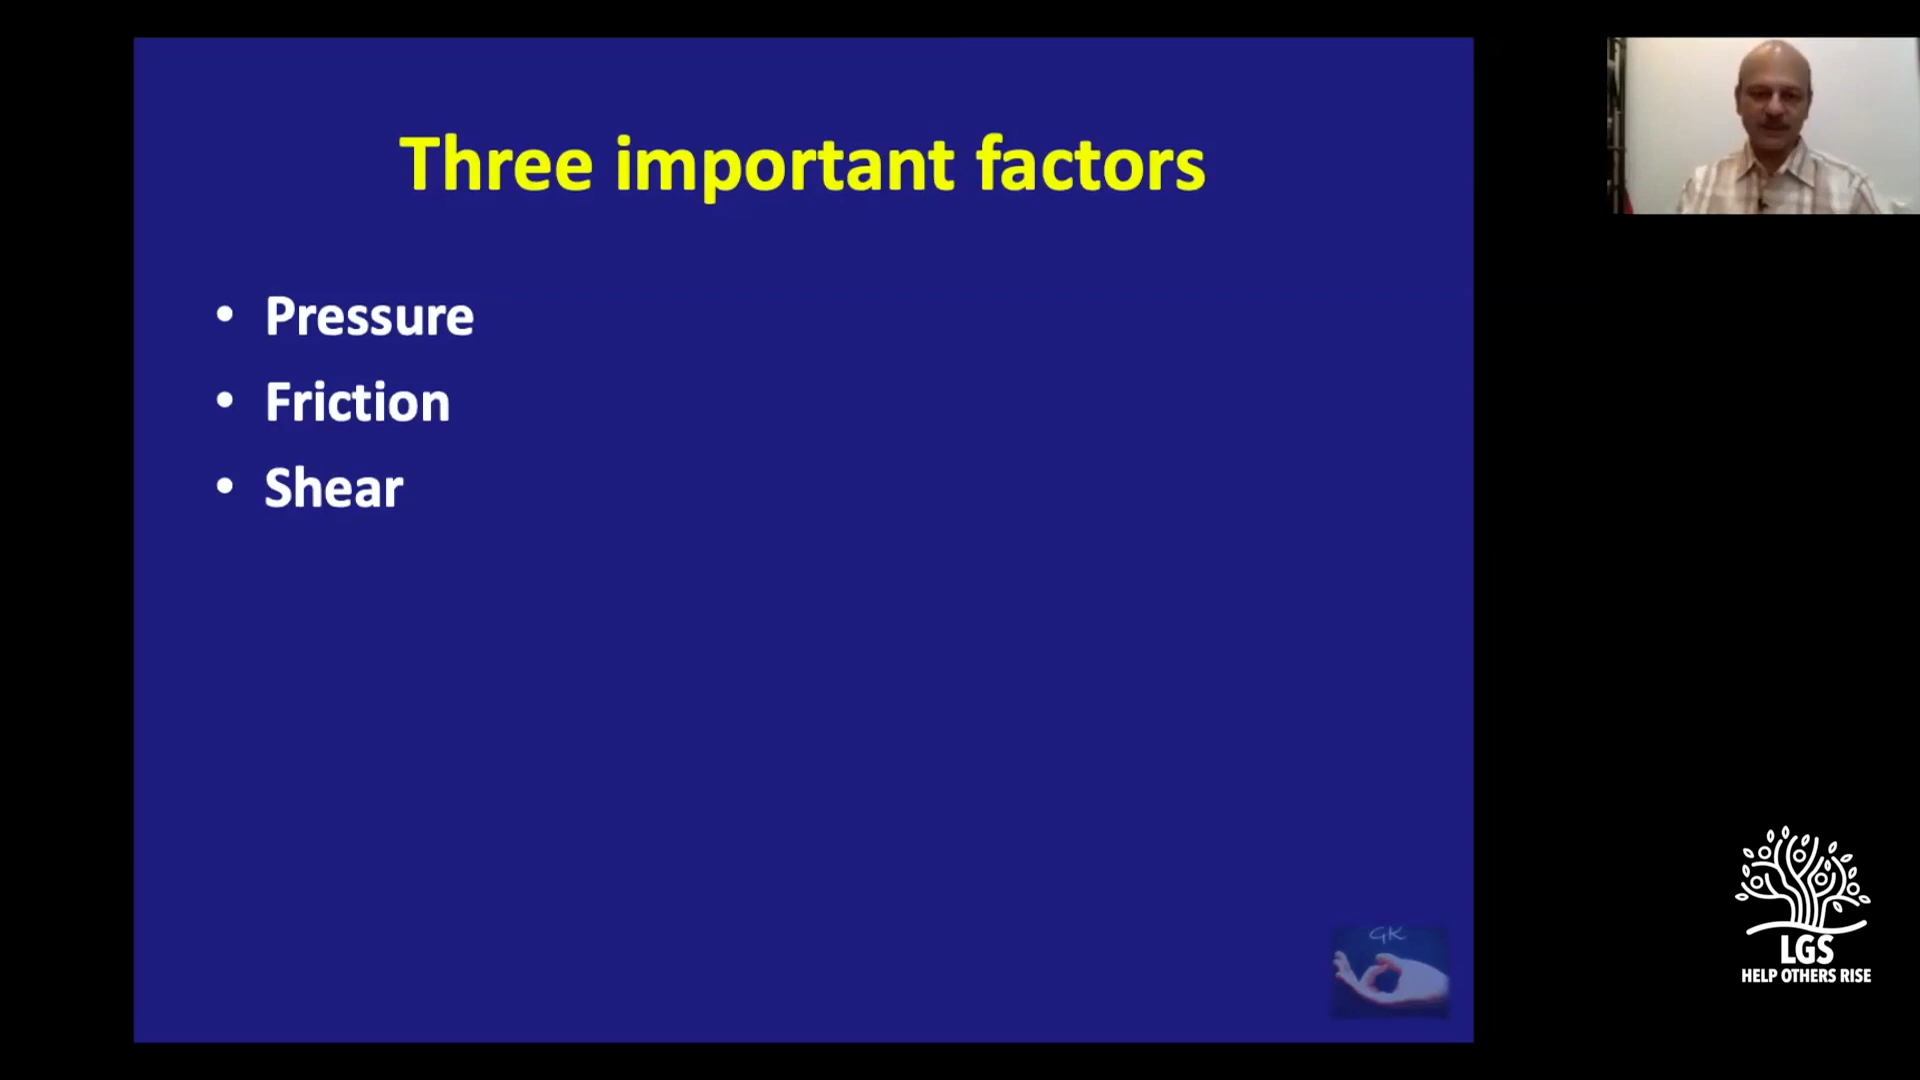 Three important factors
• Pressure
• Friction
• Shear
GK
LGS
HELP OTHERS RISE